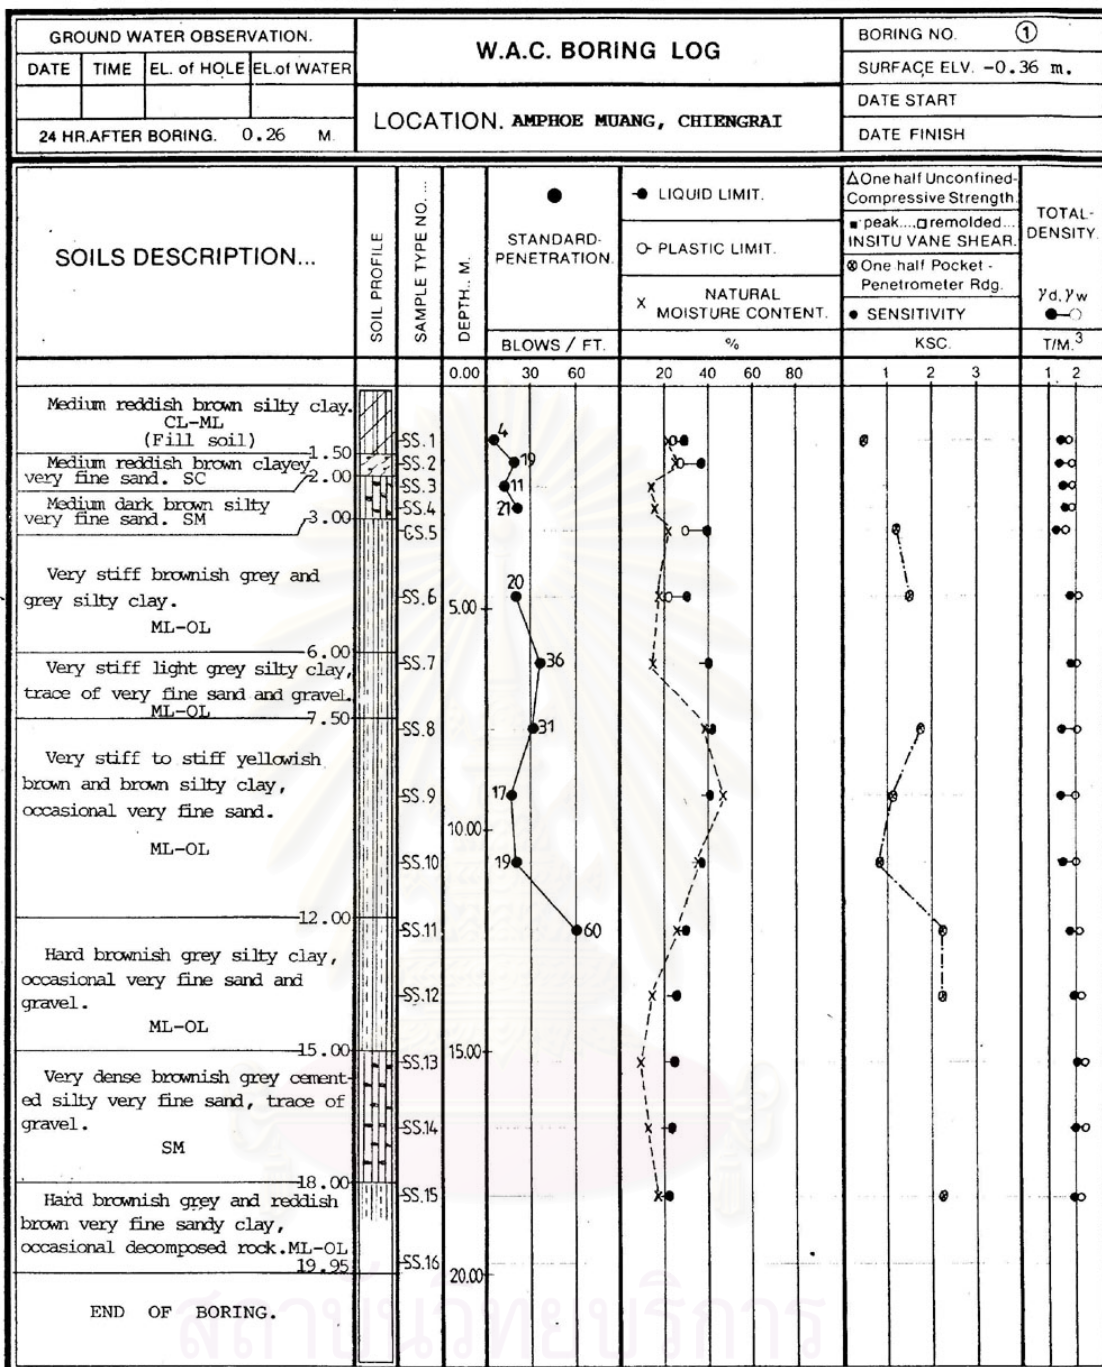 GROUND WATER OBSERVATION.
DATE TIME EL. of HOLE EL.of WATER
24 HR.AFTER BORING. 0.26 M.
W.A.C. BORING LOG
LOCATION. AMPHOE MUANG, CHIENGRAI
BORING NO. 1
SURFACE ELV. -0.36 m.
DATE START
DATE FINISH
SOILS DESCRIPTION...
SOIL PROFILE
SAMPLE TYPE NO....
DEPTH.. M.
STANDARD-
PENETRATION.
BLOWS / FT.
LIQUID LIMIT.
PLASTIC LIMIT.
X NATURAL
MOISTURE CONTENT.
%
△One half Unconfined-
Compressive Strength.
■ peak....□ remolded...
INSITU VANE SHEAR.
⊗ One half Pocket -
Penetrometer Rdg.
● SENSITIVITY
KSC.
TOTAL-
DENSITY.
γd, γw
●—○
T/M.³
0.00 30 60 20 40 60 80 1 2 3 1 2
Medium reddish brown silty clay.
CL-ML
(Fill soil)
1.50
SS.1
4
Medium reddish brown clayey
very fine sand. SC
2.00
SS.2
19
Medium dark brown silty
very fine sand. SM
3.00
SS.3
11
SS.4
21
SS.5
Very stiff brownish grey and
grey silty clay.
ML-OL
SS.6
20
5.00
6.00
Very stiff light grey silty clay,
trace of very fine sand and gravel.
ML-OL
7.50
SS.7
36
SS.8
31
Very stiff to stiff yellowish
brown and brown silty clay,
occasional very fine sand.
ML-OL
SS.9
17
10.00
SS.10
19
12.00
SS.11
60
Hard brownish grey silty clay,
occasional very fine sand and
gravel.
ML-OL
SS.12
15.00
15.00
SS.13
Very dense brownish grey cement-
ed silty very fine sand, trace of
gravel.
SM
SS.14
18.00
SS.15
Hard brownish grey and reddish
brown very fine sandy clay,
occasional decomposed rock.ML-OL
19.95
SS.16
20.00
END OF BORING.
สถาบันวิทยบริการ